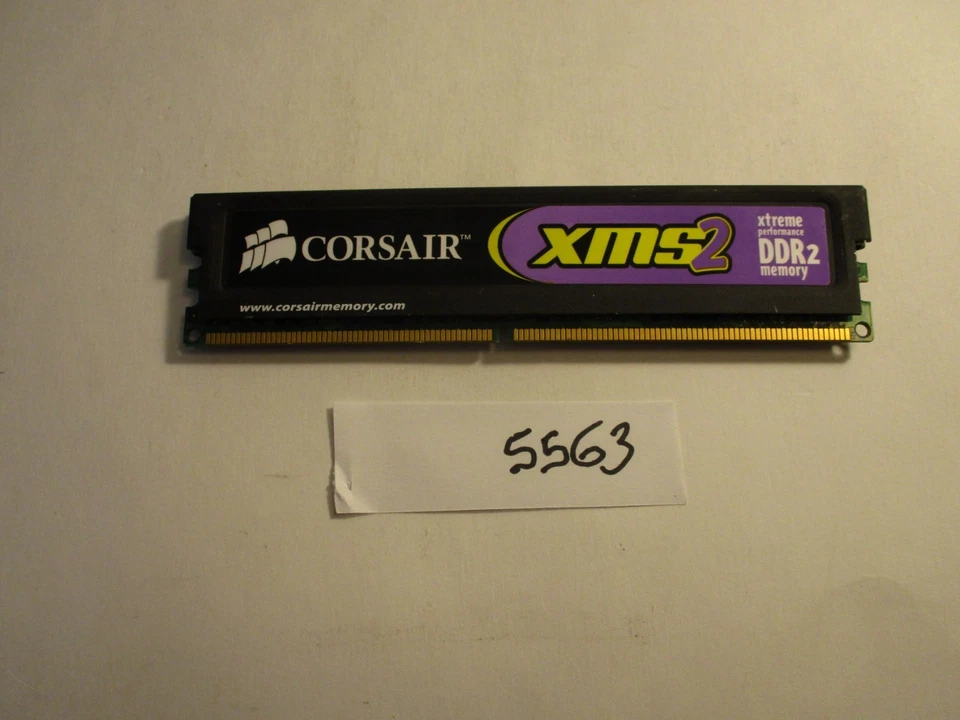 CORSAIR™
xms2
xtreme
performance
DDR2
memory
www.corsairmemory.com
5563